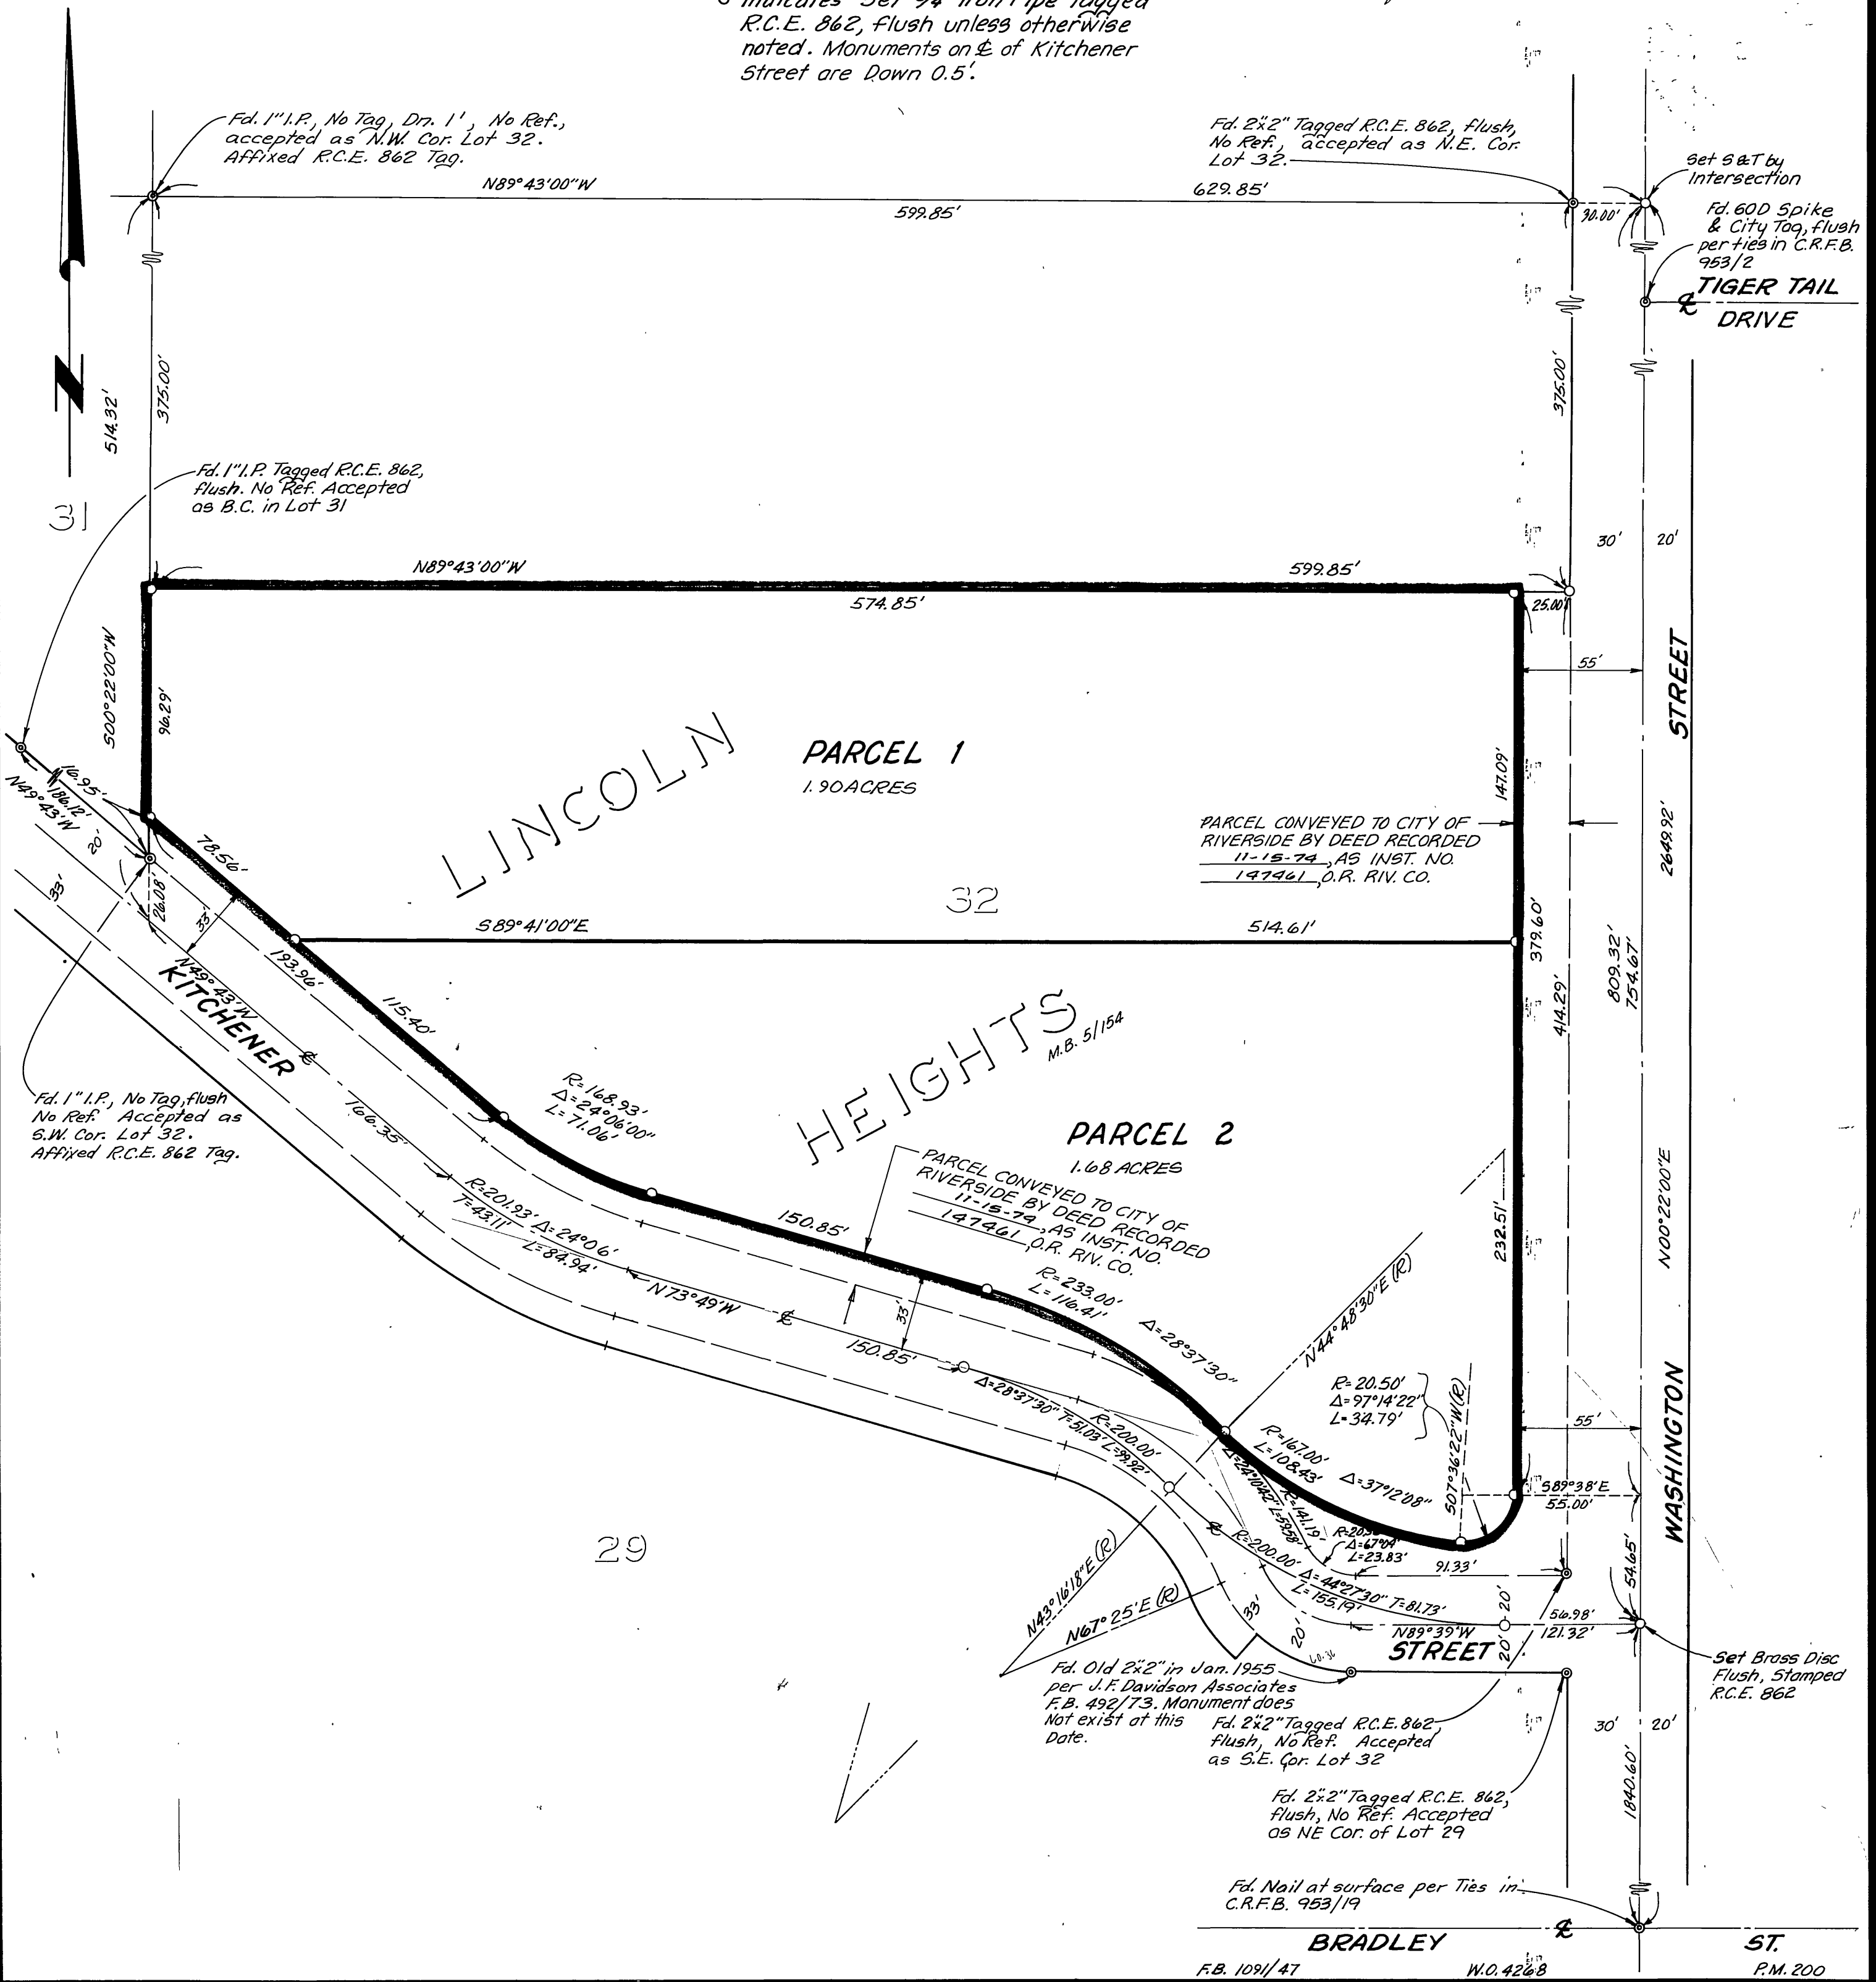 Indicates Set 3/4" Iron Pipe Tagged
R.C.E. 862, flush unless otherwise
noted. Monuments on ℄ of Kitchener
Street are Down 0.5'.
Fd. 1" I.P., No Tag, Dn. 1', No Ref.,
accepted as N.W. Cor. Lot 32.
Affixed R.C.E. 862 Tag.
Fd. 2"x2" Tagged R.C.E. 862, flush,
No Ref., accepted as N.E. Cor.
Lot 32.
Set S&T by
Intersection
Fd. 60D Spike
& City Tag, flush
per ties in C.R.F.B.
953/2
℄ TIGER TAIL
DRIVE
N89°43'00"W
629.85'
599.85'
30.00'
N
514.32'
375.00'
375.00'
Fd. 1" I.P. Tagged R.C.E. 862,
flush. No Ref. Accepted
as B.C. in Lot 31
31
30'
20'
N89°43'00"W
599.85'
574.85'
25.00'
55'
S00°22'00"W
96.29'
STREET
147.09'
2649.92'
LINCOLN
PARCEL 1
1.90 ACRES
PARCEL CONVEYED TO CITY OF
RIVERSIDE BY DEED RECORDED
11-15-74, AS INST. NO.
147461, O.R. RIV. CO.
32
16.95'
186.12'
N49°43'W
20'
33'
26.08'
33'
78.56'
193.96'
N49°43'W
KITCHENER
℄
115.40'
S89°41'00"E
514.61'
379.60'
414.29'
809.32'
754.67'
HEIGHTS
M.B. 5/154
Fd. 1" I.P., No Tag, flush
No Ref. Accepted as
S.W. Cor. Lot 32.
Affixed R.C.E. 862 Tag.
166.35'
R=168.93'
Δ=24°06'00"
L=71.06'
PARCEL 2
1.68 ACRES
PARCEL CONVEYED TO CITY OF
RIVERSIDE BY DEED RECORDED
11-15-74, AS INST. NO.
147461, O.R. RIV. CO.
R=201.93' Δ=24°06'
T=43.11' L=84.94'
150.85'
N73°49'W
℄
33'
150.85'
R=233.00'
L=116.41'
Δ=28°37'30"
232.51'
N00°22'00"E
N44°48'30"E (R)
R=20.50'
Δ=97°14'22"
L=34.79'
S07°36'22"W(R)
55'
WASHINGTON
Δ=28°37'30" T=51.03' L=99.92'
R=200.00'
R=167.00'
L=108.43'
Δ=37°12'08"
Δ=24°10'42" L=59.58'
R=141.19'
Δ=67°04'
L=23.83'
S89°38'E
55.00'
91.33'
54.65'
℄
R=200.00'
Δ=44°27'30" T=81.73'
L=155.19'
29
N43°16'18"E (R)
N67°25'E (R)
33'
20'
60.36
20'
20'
56.98'
N89°39'W
121.32'
STREET
Set Brass Disc
Flush, Stamped
R.C.E. 862
Fd. Old 2"x2" in Jan. 1955
per J.F. Davidson Associates
F.B. 492/73. Monument does
Not exist at this
Date.
Fd. 2"x2" Tagged R.C.E. 862,
flush, No Ref. Accepted
as S.E. Cor. Lot 32
30'
20'
1840.60'
Fd. 2"x2" Tagged R.C.E. 862,
flush, No Ref. Accepted
as NE Cor. of Lot 29
Fd. Nail at surface per Ties in
C.R.F.B. 953/19
℄
BRADLEY ST.
F.B. 1091/47 W.O. 4268 P.M. 200